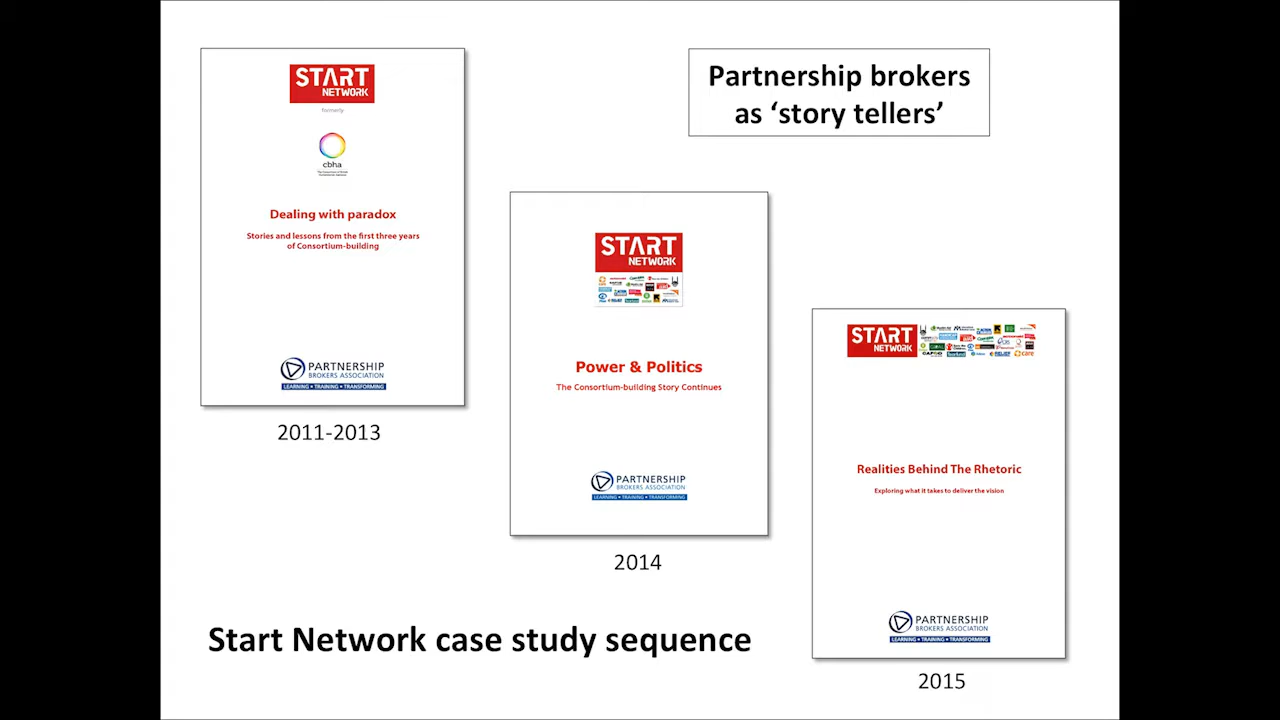 Partnership brokers
as ‘story tellers’
START
NETWORK
formerly
cbha
Dealing with paradox
Stories and lessons from the first three years
of Consortium-building
PARTNERSHIP
BROKERS ASSOCIATION
LEARNING • TRAINING • TRANSFORMING
2011-2013
START
NETWORK
Power & Politics
The Consortium-building Story Continues
PARTNERSHIP
BROKERS ASSOCIATION
LEARNING • TRAINING • TRANSFORMING
2014
START
NETWORK
Realities Behind The Rhetoric
Exploring what it takes to deliver the vision
PARTNERSHIP
BROKERS ASSOCIATION
LEARNING • TRAINING • TRANSFORMING
2015
Start Network case study sequence